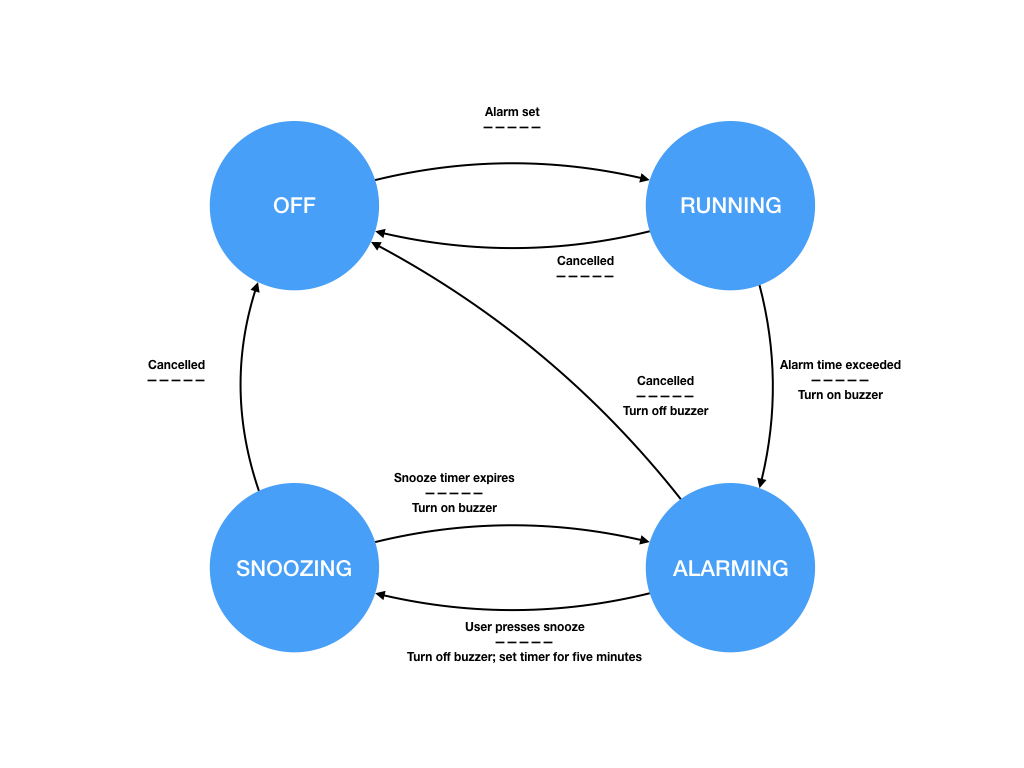 Alarm set
OFF
RUNNING
Cancelled
Cancelled
Alarm time exceeded
Turn on buzzer
Cancelled
Turn off buzzer
Snooze timer expires
Turn on buzzer
SNOOZING
ALARMING
User presses snooze
Turn off buzzer; set timer for five minutes